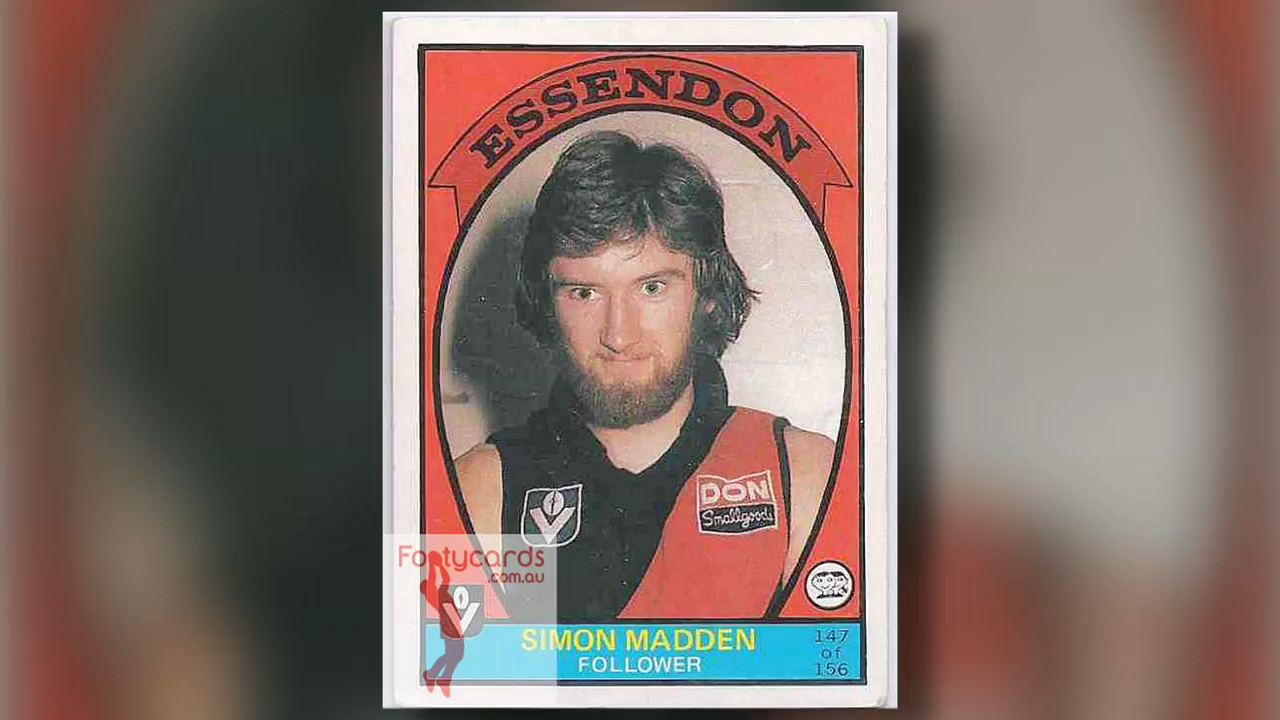 ESSENDON
DON
Smallgoods
Footycards
.com.au
SIMON MADDEN
FOLLOWER
147
of
156